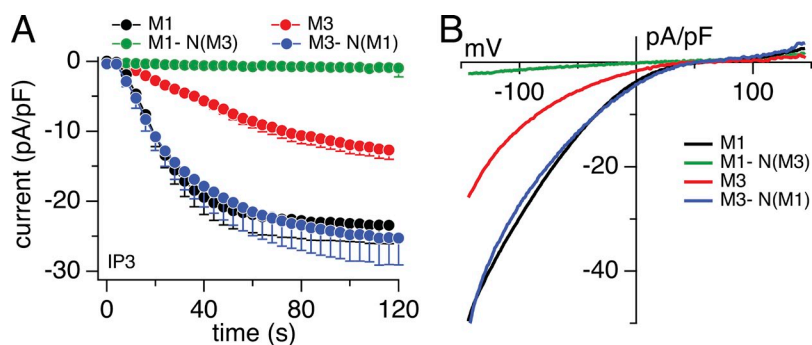 A
M1
M3
M1- N(M3)
M3- N(M1)
current (pA/pF)
0
-10
-20
-30
IP3
0
40
80
120
time (s)
B
mV
pA/pF
-100
100
-20
-40
M1
M1- N(M3)
M3
M3- N(M1)